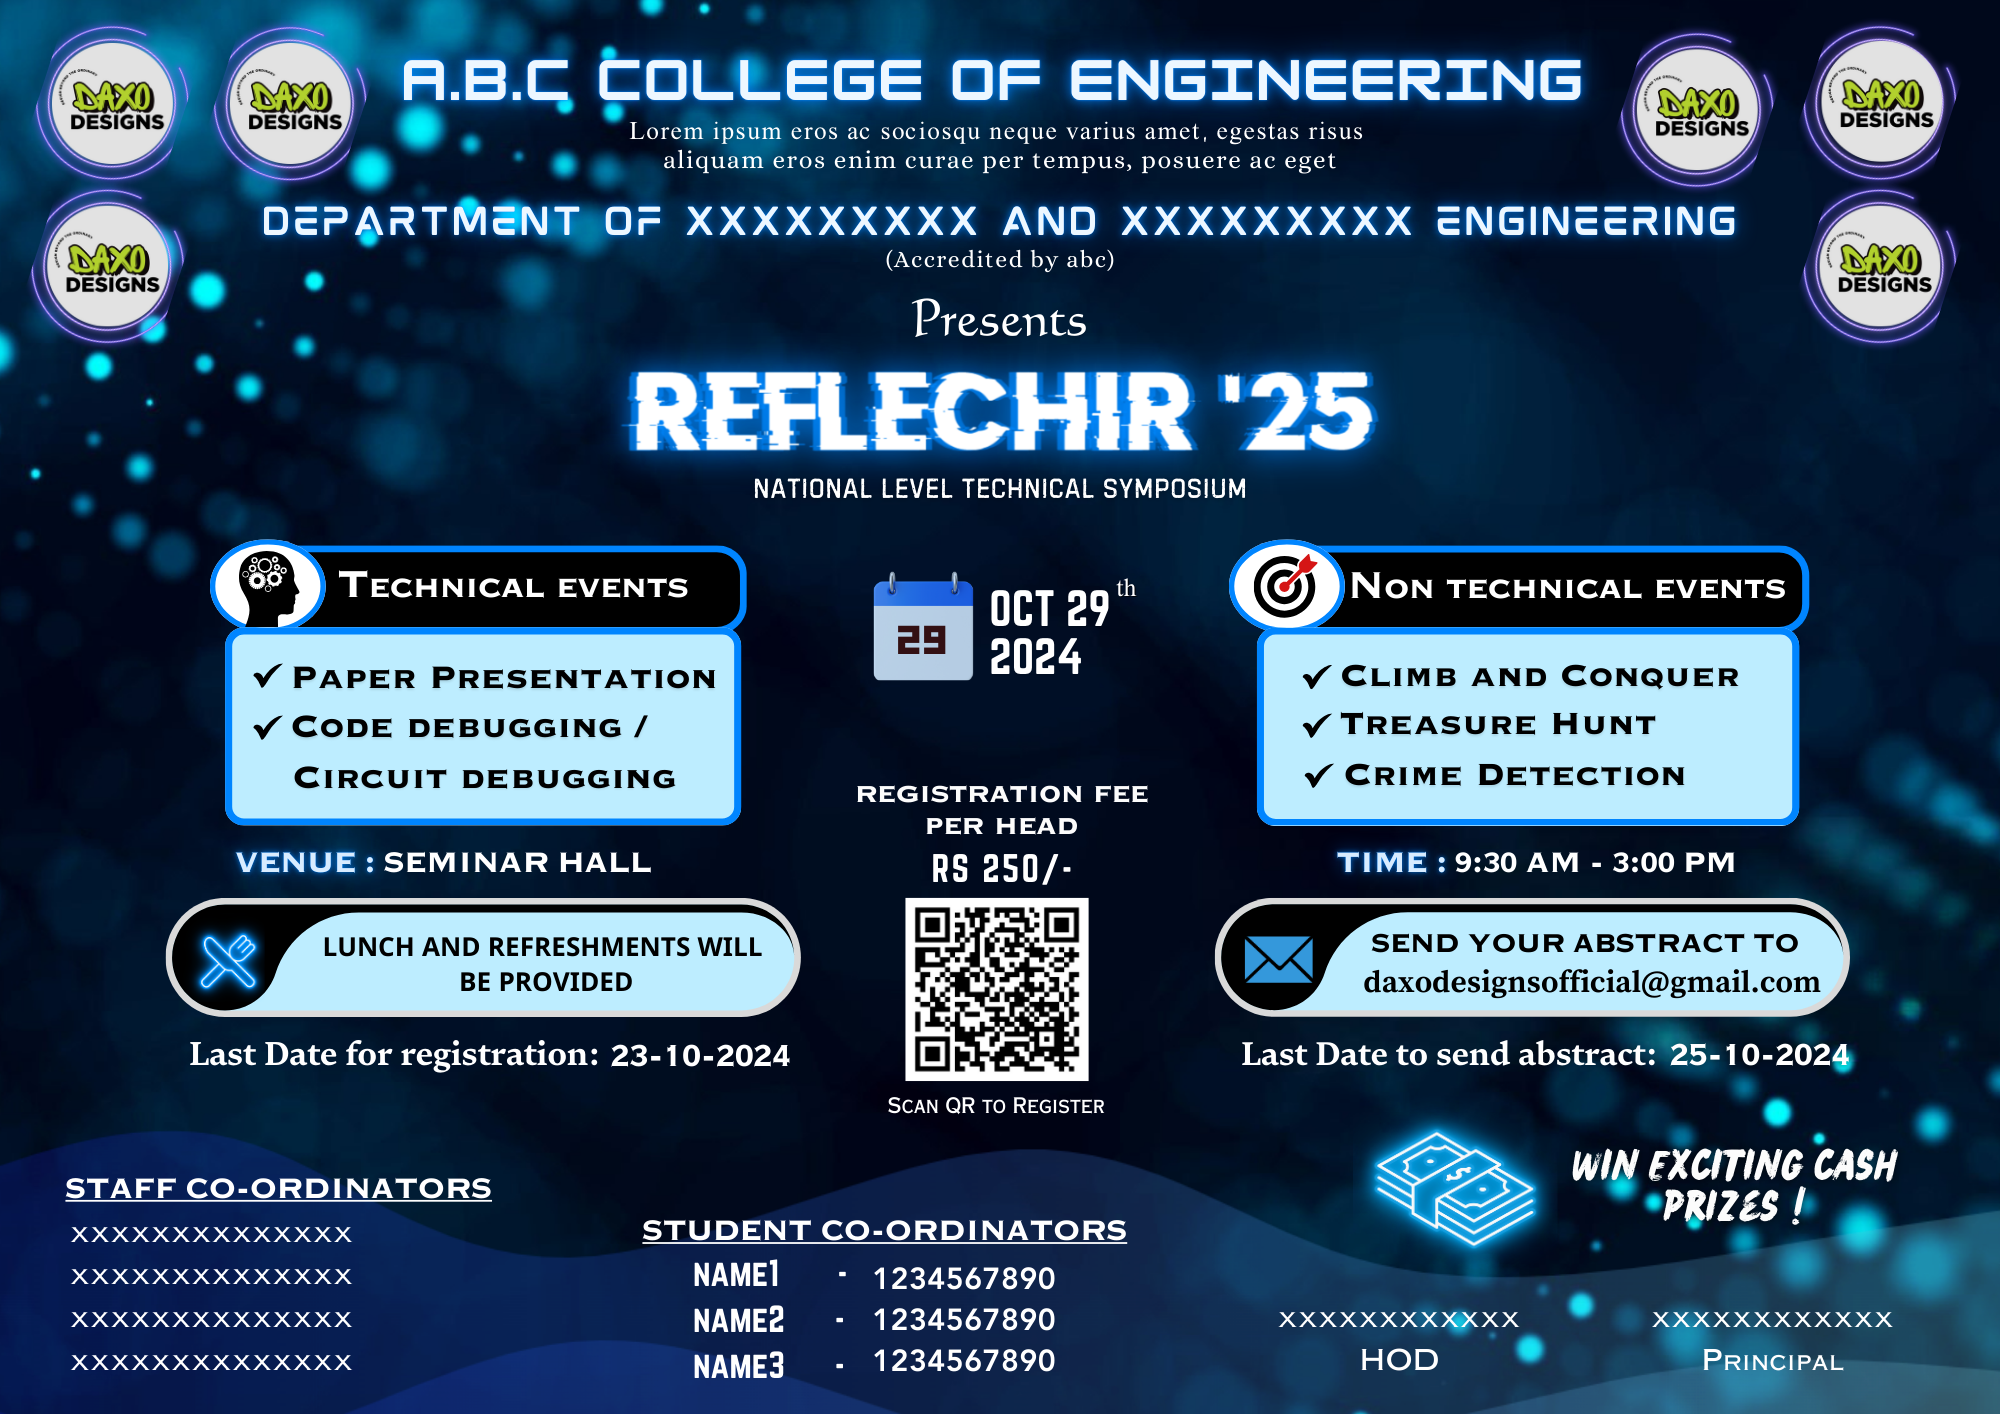 A.B.C COLLEGE OF ENGINEERING
Lorem ipsum eros ac sociosqu neque varius amet, egestas risus
aliquam eros enim curae per tempus, posuere ac eget
DEPARTMENT OF XXXXXXXXX AND XXXXXXXXX ENGINEERING
(Accredited by abc)
DAXO
DESIGNS
DAXO
DESIGNS
DAXO
DESIGNS
DAXO
DESIGNS
DAXO
DESIGNS
DAXO
DESIGNS
Presents
REFLECHIR '25
NATIONAL LEVEL TECHNICAL SYMPOSIUM
TECHNICAL EVENTS
✓ PAPER PRESENTATION
✓ CODE DEBUGGING /
CIRCUIT DEBUGGING
VENUE : SEMINAR HALL
LUNCH AND REFRESHMENTS WILL
BE PROVIDED
Last Date for registration: 23-10-2024
29
OCT 29th
2024
REGISTRATION FEE
PER HEAD
RS 250/-
SCAN QR TO REGISTER
NON TECHNICAL EVENTS
✓ CLIMB AND CONQUER
✓ TREASURE HUNT
✓ CRIME DETECTION
TIME : 9:30 AM - 3:00 PM
SEND YOUR ABSTRACT TO
daxodesignsofficial@gmail.com
Last Date to send abstract: 25-10-2024
WIN EXCITING CASH
PRIZES !
STAFF CO-ORDINATORS
XXXXXXXXXXXXXX
XXXXXXXXXXXXXX
XXXXXXXXXXXXXX
XXXXXXXXXXXXXX
STUDENT CO-ORDINATORS
NAME1 - 1234567890
NAME2 - 1234567890
NAME3 - 1234567890
XXXXXXXXXXXX
HOD
XXXXXXXXXXXX
PRINCIPAL